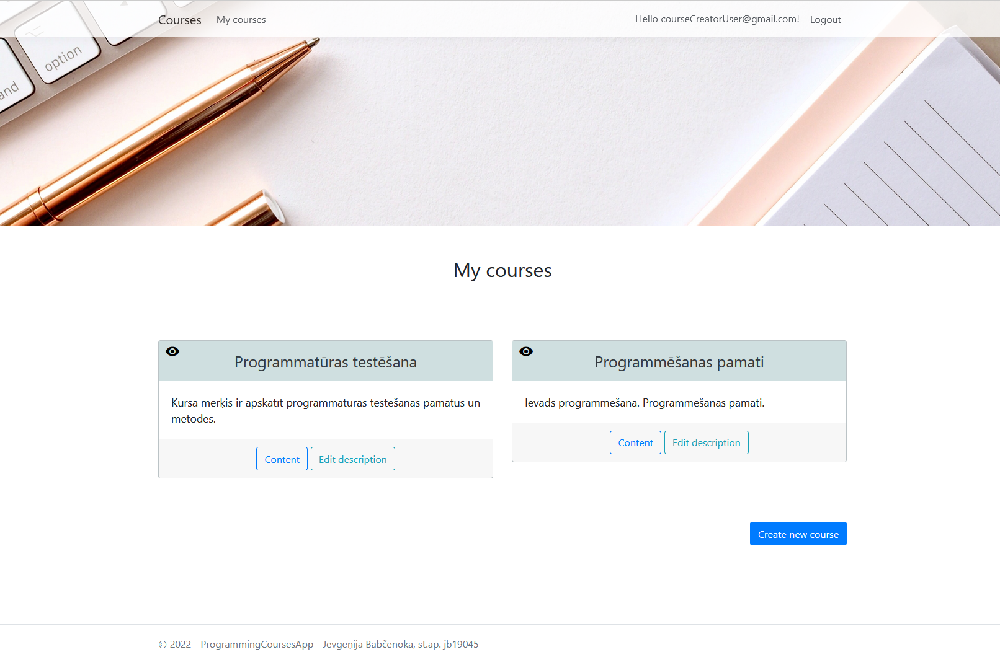 Courses My courses Hello courseCreatorUser@gmail.com! Logout
option
and
My courses
Programmatūras testēšana
Kursa mērķis ir apskatīt programmatūras testēšanas pamatus un
metodes.
Content Edit description
Programmēšanas pamati
Ievads programmēšanā. Programmēšanas pamati.
Content Edit description
Create new course
© 2022 - ProgrammingCoursesApp - Jevgeņija Babčenoka, st.ap. jb19045